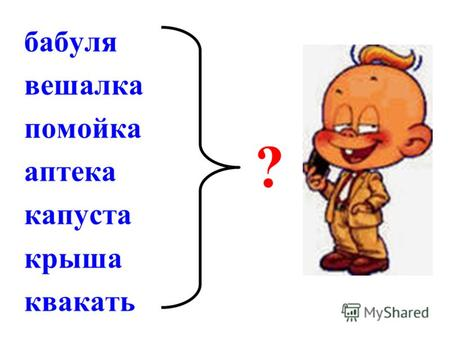 бабуля
вешалка
помойка
аптека
капуста
крыша
квакать
?
MyShared